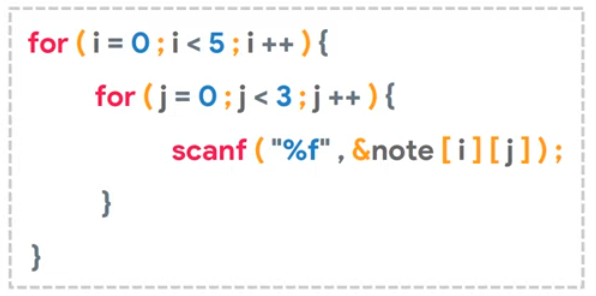 for ( i = 0 ; i < 5 ; i ++ ) {
for ( j = 0 ; j < 3 ; j ++ ) {
scanf ( "%f" , &note [ i ] [ j ] ) ;
}
}